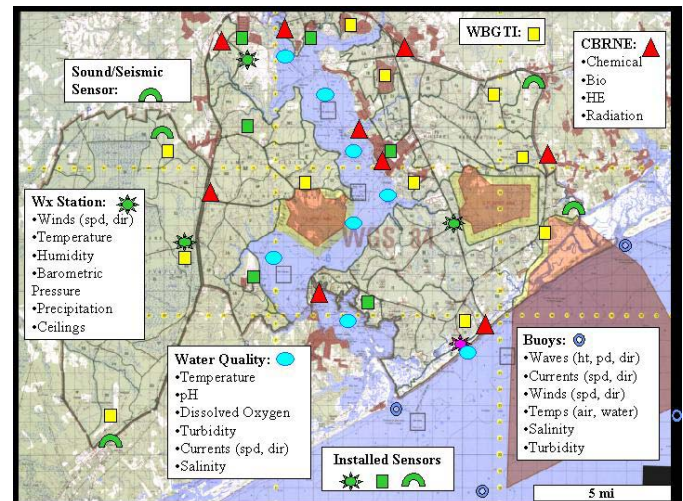 WBGTI:
CBRNE:
•Chemical
•Bio
•HE
•Radiation
Sound/Seismic
Sensor:
Wx Station:
•Winds (spd, dir)
•Temperature
•Humidity
•Barometric
Pressure
•Precipitation
•Ceilings
WGS 84
Water Quality:
•Temperature
•pH
•Dissolved Oxygen
•Turbidity
•Currents (spd, dir)
•Salinity
Buoys:
•Waves (ht, pd, dir)
•Currents (spd, dir)
•Winds (spd, dir)
•Temps (air, water)
•Salinity
•Turbidity
Installed Sensors
5 mi